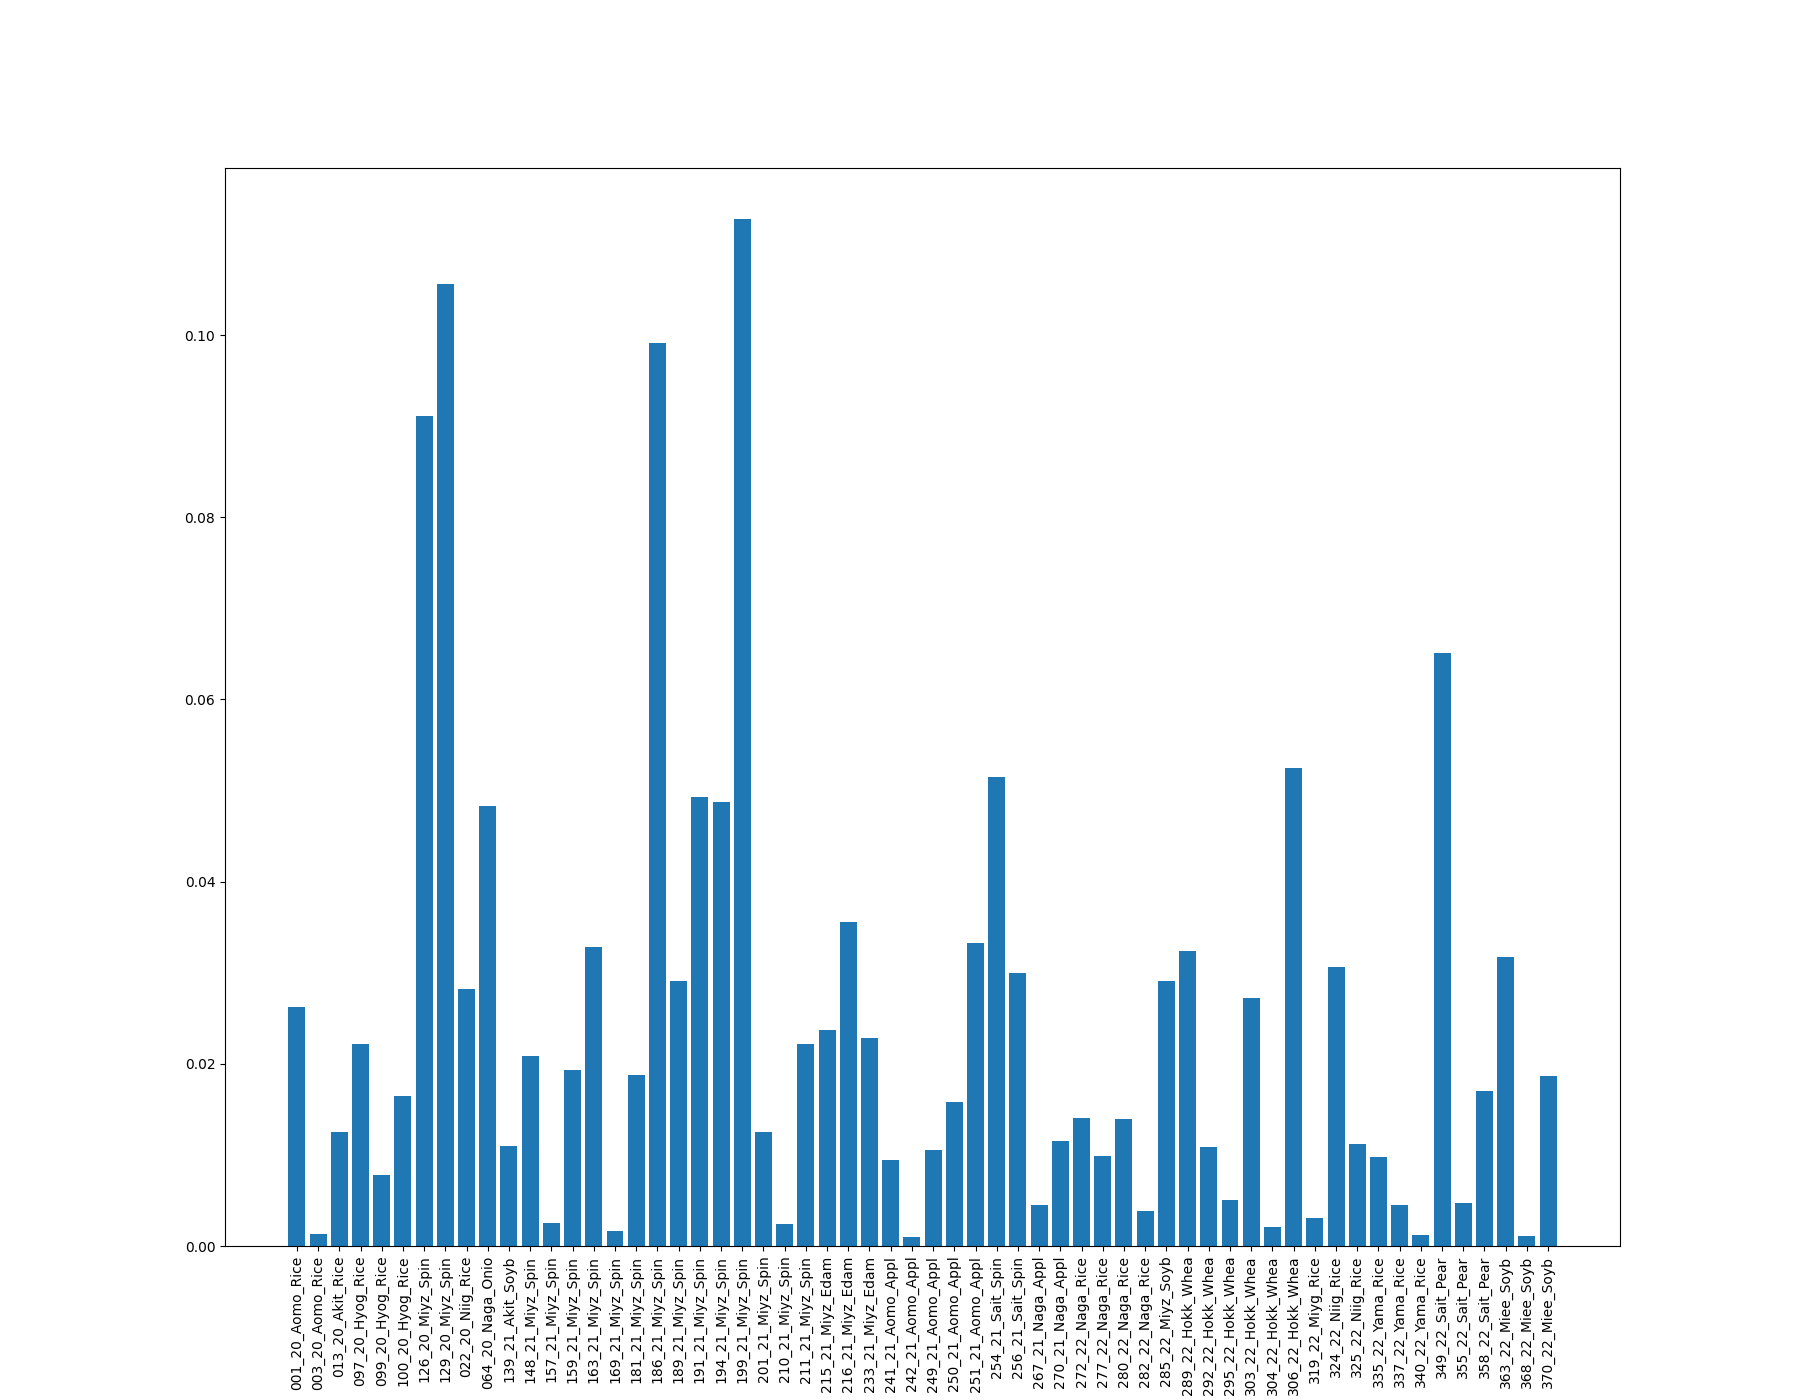 0.10
0.08
0.06
0.04
0.02
0.00
001_20_Aomo_Rice
003_20_Aomo_Rice
013_20_Akit_Rice
097_20_Hyog_Rice
099_20_Hyog_Rice
100_20_Hyog_Rice
126_20_Miyz_Spin
129_20_Miyz_Spin
022_20_Niig_Rice
064_20_Naga_Onio
139_21_Akit_Soyb
148_21_Miyz_Spin
157_21_Miyz_Spin
159_21_Miyz_Spin
163_21_Miyz_Spin
169_21_Miyz_Spin
181_21_Miyz_Spin
186_21_Miyz_Spin
189_21_Miyz_Spin
191_21_Miyz_Spin
194_21_Miyz_Spin
199_21_Miyz_Spin
201_21_Miyz_Spin
210_21_Miyz_Spin
211_21_Miyz_Spin
215_21_Miyz_Edam
216_21_Miyz_Edam
233_21_Miyz_Edam
241_21_Aomo_Appl
242_21_Aomo_Appl
249_21_Aomo_Appl
250_21_Aomo_Appl
251_21_Aomo_Appl
254_21_Sait_Spin
256_21_Sait_Spin
267_21_Naga_Appl
270_21_Naga_Appl
272_22_Naga_Rice
277_22_Naga_Rice
280_22_Naga_Rice
282_22_Naga_Rice
285_22_Miyz_Soyb
289_22_Hokk_Whea
292_22_Hokk_Whea
295_22_Hokk_Whea
303_22_Hokk_Whea
304_22_Hokk_Whea
306_22_Hokk_Whea
319_22_Miyg_Rice
324_22_Niig_Rice
325_22_Niig_Rice
335_22_Yama_Rice
337_22_Yama_Rice
340_22_Yama_Rice
349_22_Sait_Pear
355_22_Sait_Pear
358_22_Sait_Pear
363_22_Miee_Soyb
368_22_Miee_Soyb
370_22_Miee_Soyb